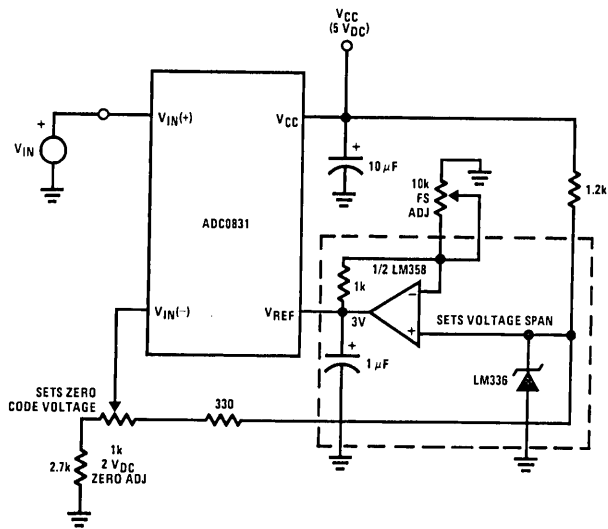 VCC
(5 VDC)
VIN(+)
VCC
+
VIN
+
10 µF
10k
FS
ADJ
1.2k
ADC0831
1/2 LM358
1k
VIN(−)
VREF
3V
−
+
SETS VOLTAGE SPAN
+
1 µF
LM336
SETS ZERO
CODE VOLTAGE
330
1k
2 VDC
ZERO ADJ
2.7k